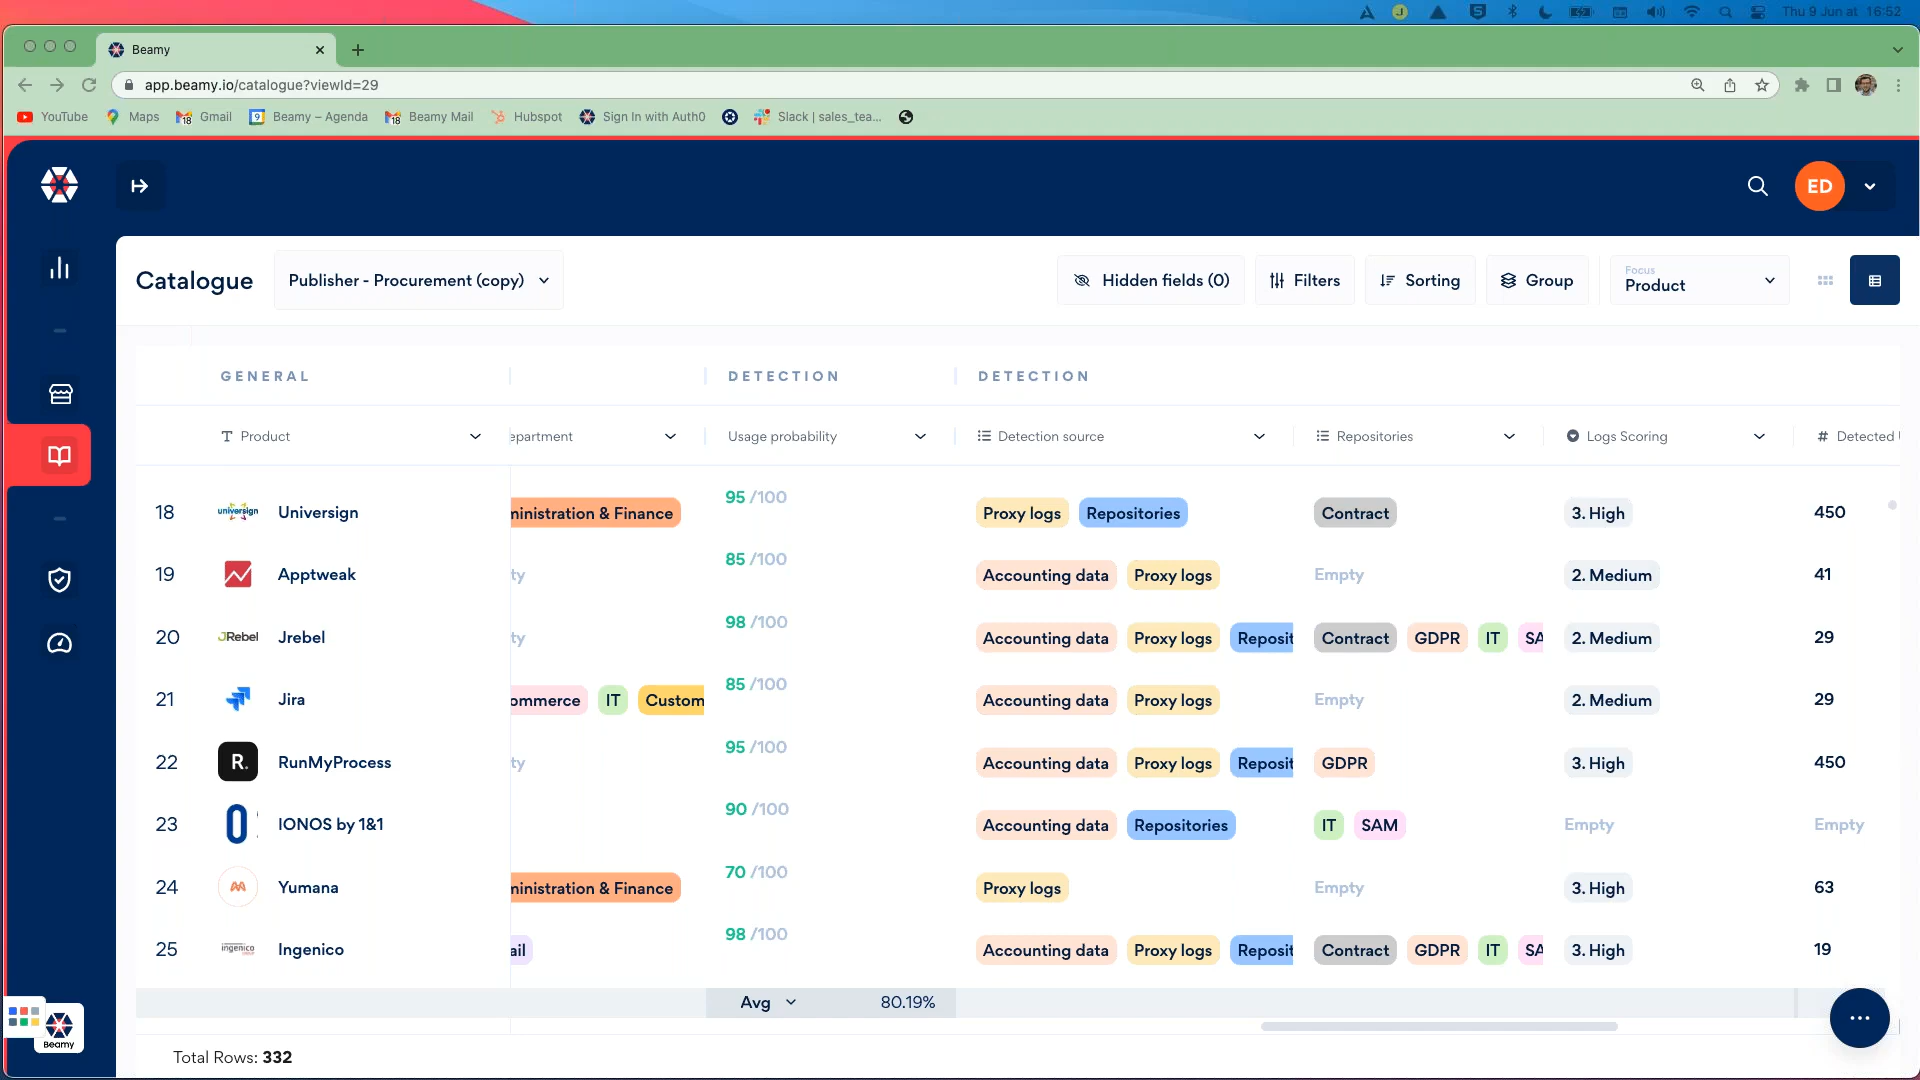 Thu 9 Jun at 16:52
Beamy
app.beamy.io/catalogue?viewId=29
YouTube Maps Gmail Beamy – Agenda Beamy Mail Hubspot Sign In with Auth0 Slack | sales_tea...
ED
Catalogue Publisher - Procurement (copy) Hidden fields (0) Filters Sorting Group Focus Product
GENERAL DETECTION DETECTION
Product epartment Usage probability Detection source Repositories Logs Scoring # Detected
18 universign Universign ministration & Finance 95 /100 Proxy logs Repositories Contract 3. High 450
19 Apptweak ty 85 /100 Accounting data Proxy logs Empty 2. Medium 41
20 JRebel Jrebel ty 98 /100 Accounting data Proxy logs Reposit Contract GDPR IT SA 2. Medium 29
21 Jira ommerce IT Custom 85 /100 Accounting data Proxy logs Empty 2. Medium 29
22 R. RunMyProcess ty 95 /100 Accounting data Proxy logs Reposit GDPR 3. High 450
23 IONOS by 1&1 90 /100 Accounting data Repositories IT SAM Empty Empty
24 Yumana ministration & Finance 70 /100 Proxy logs Empty 3. High 63
25 ingenico Ingenico ail 98 /100 Accounting data Proxy logs Reposit Contract GDPR IT SA 3. High 19
Avg 80.19%
Beamy
Total Rows: 332